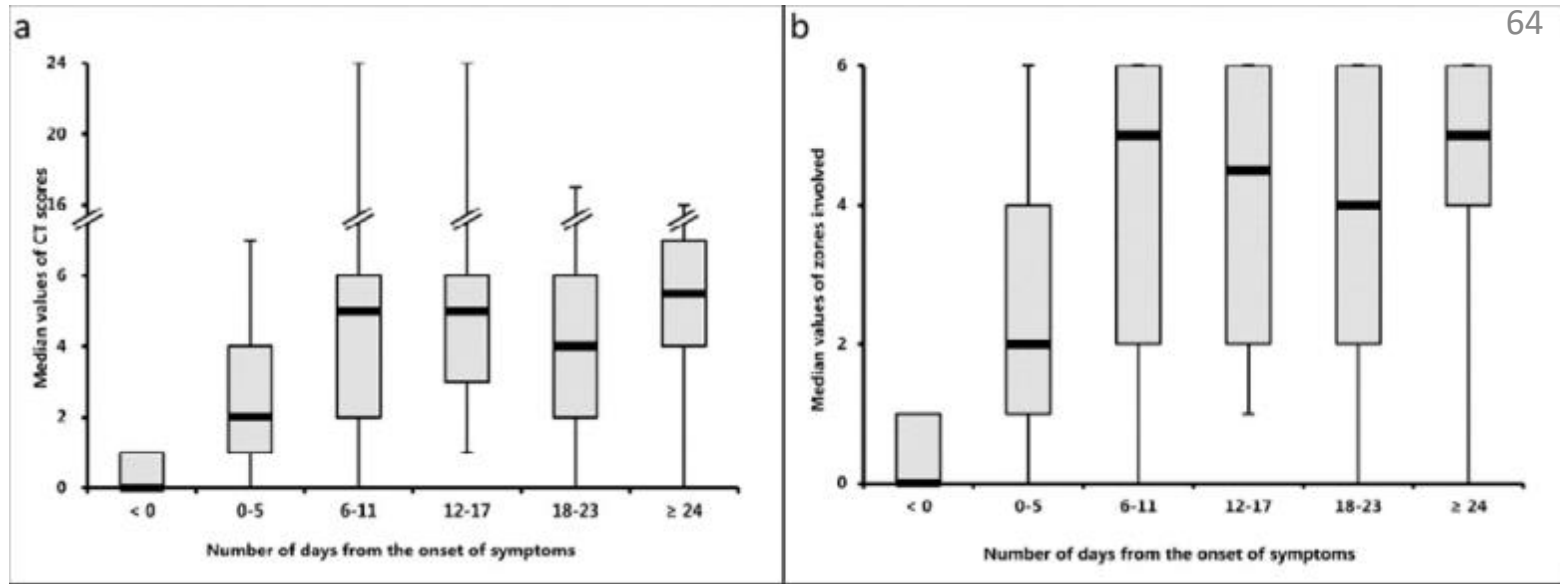 a
Median values of CT scores
24
20
16
6
4
2
0
< 0 0-5 6-11 12-17 18-23 ≥ 24
Number of days from the onset of symptoms
b
64
Median values of zones involved
6
4
2
0
< 0 0-5 6-11 12-17 18-23 ≥ 24
Number of days from the onset of symptoms